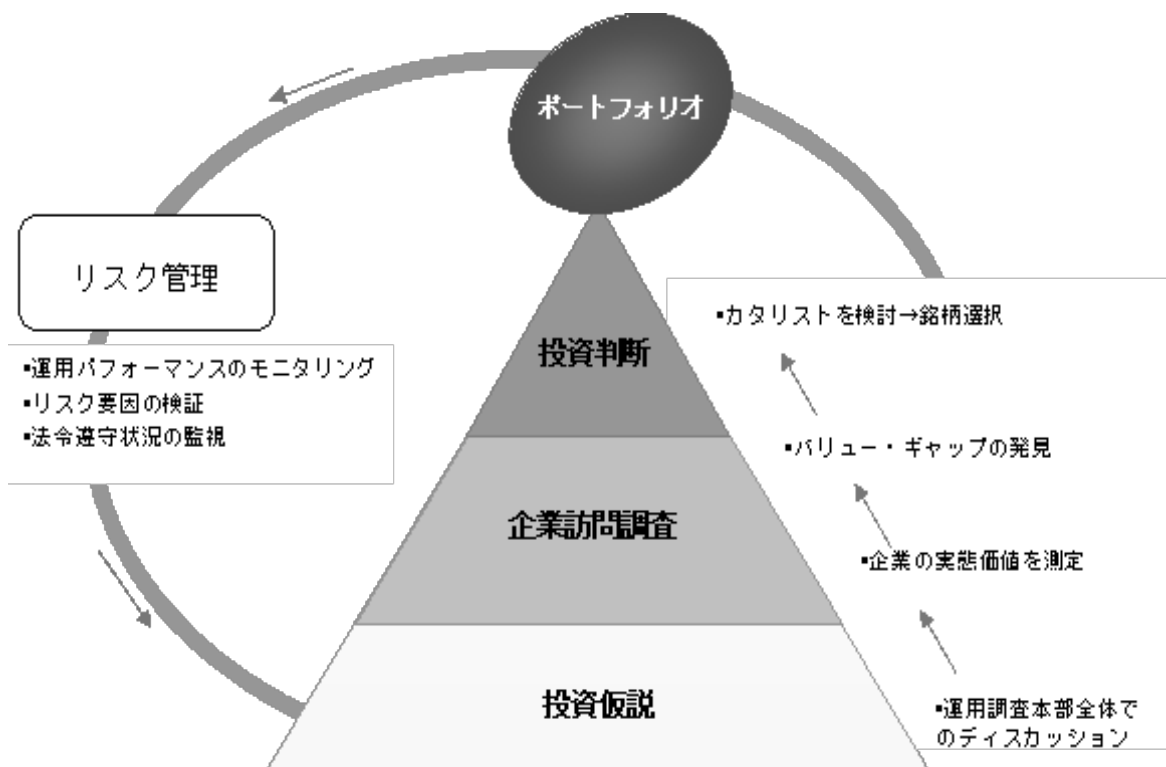 ポートフォリオ
リスク管理
▪運用パフォーマンスのモニタリング
▪リスク要因の検証
▪法令遵守状況の監視
投資判断
企業訪問調査
投資仮説
▪カタリストを検討→銘柄選択
▪バリュー・ギャップの発見
▪企業の実態価値を測定
▪運用調査本部全体で
のディスカッション